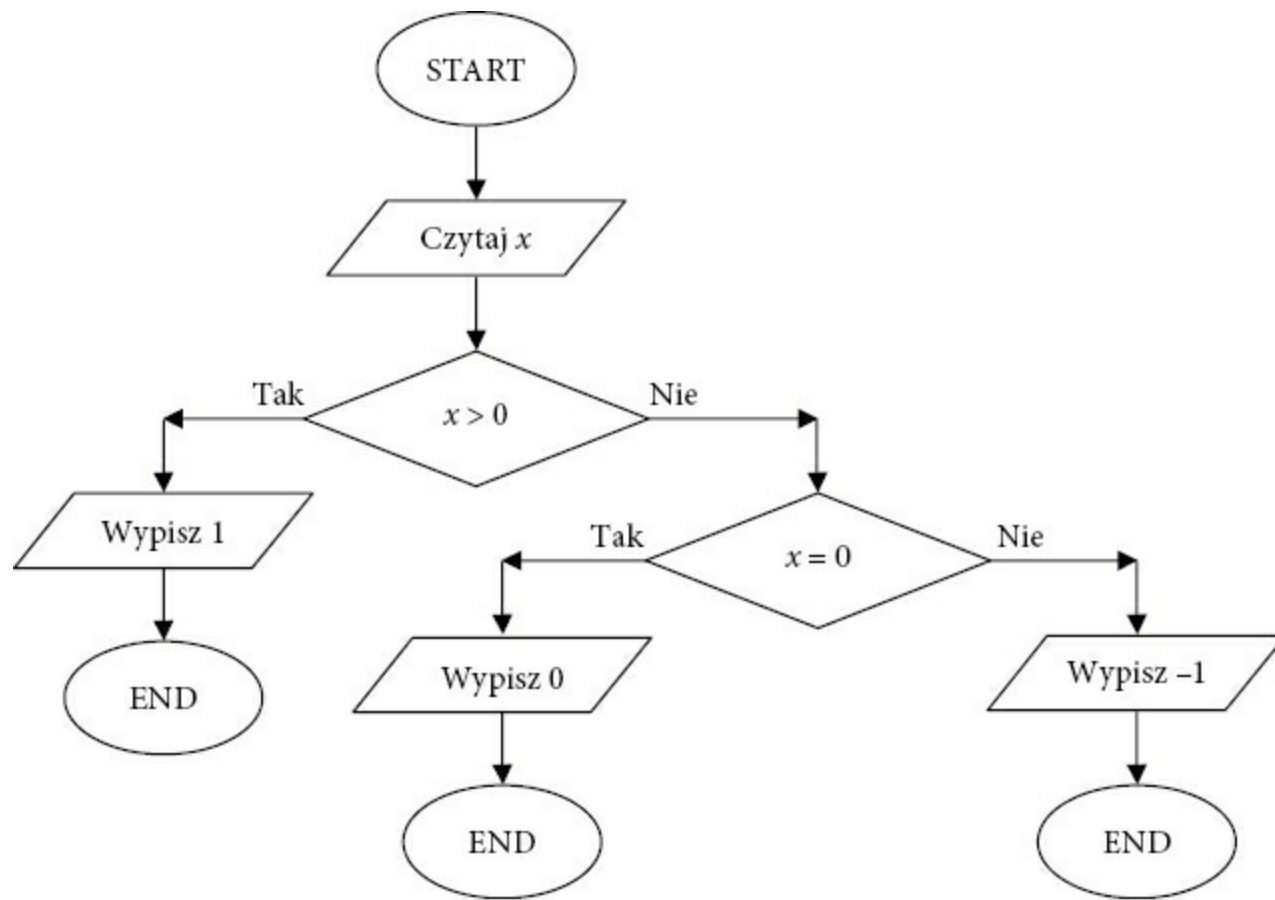 START
Czytaj x
Tak
Nie
x > 0
Wypisz 1
Tak
Nie
x = 0
END
Wypisz 0
Wypisz –1
END
END